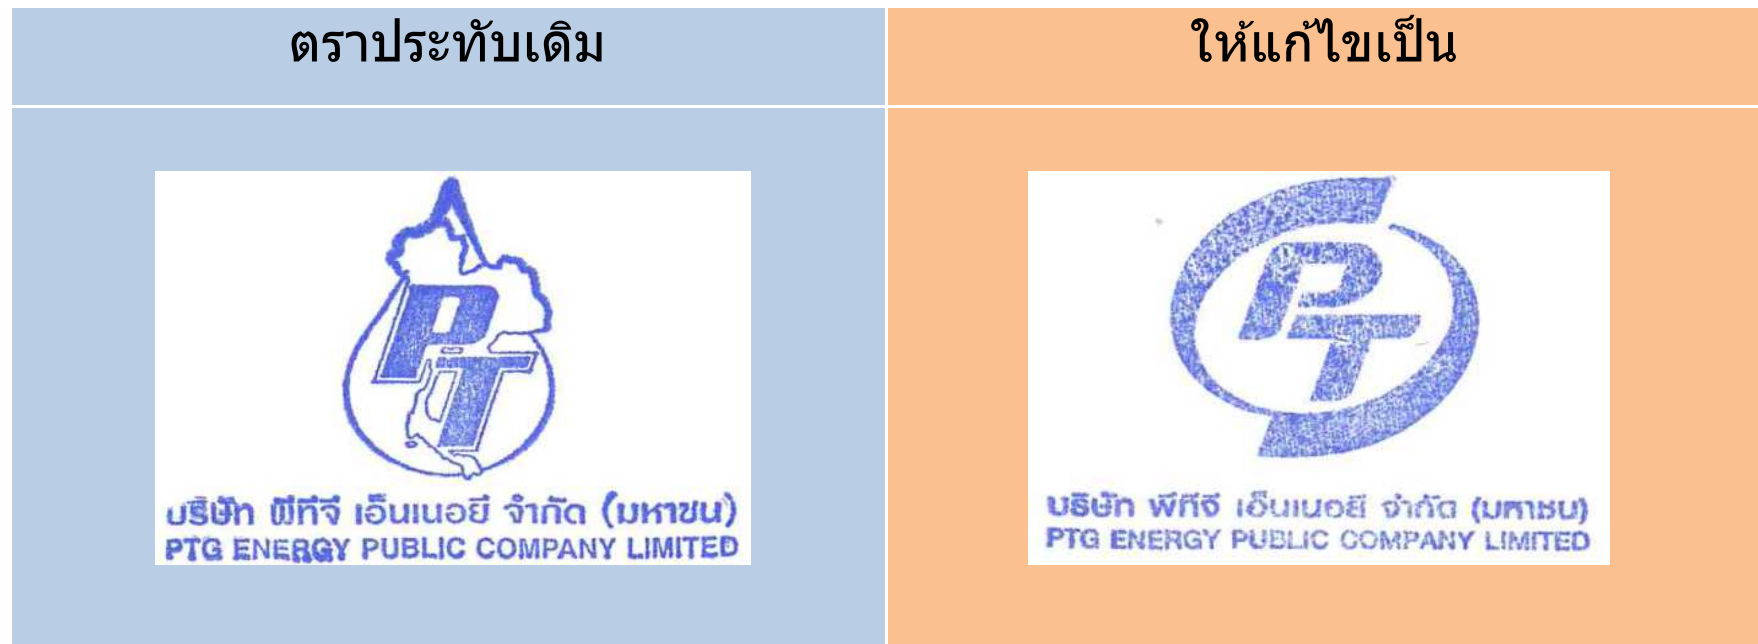 ตราประทับเดิม
ให้แก้ไขเป็น
PT
บริษัท พีทีจี เอ็นเนอยี จำกัด (มหาชน)
PTG ENERGY PUBLIC COMPANY LIMITED
PT
บริษัท พีทีจี เอ็นเนอยี จำกัด (มหาชน)
PTG ENERGY PUBLIC COMPANY LIMITED